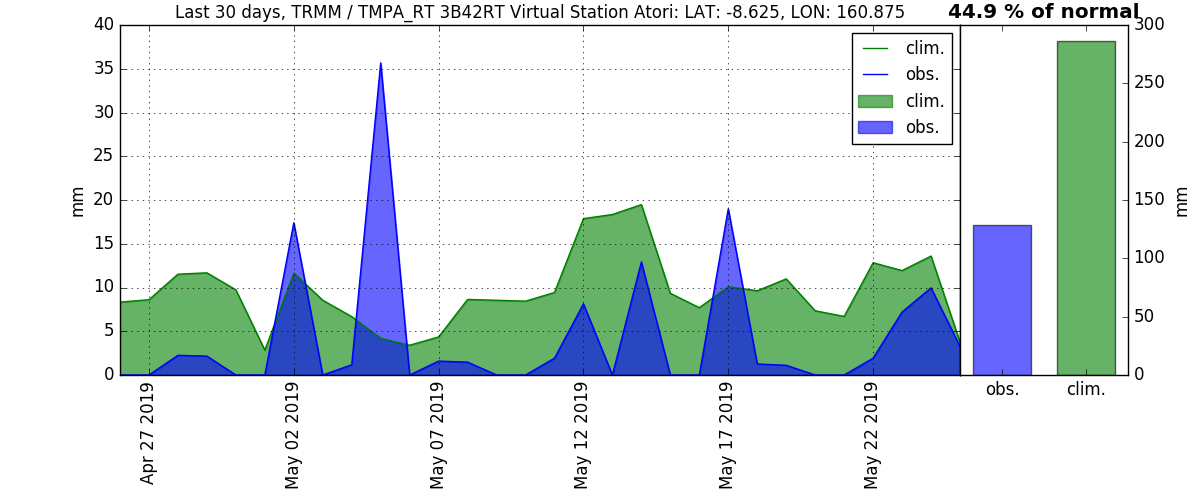 Last 30 days, TRMM / TMPA_RT 3B42RT Virtual Station Atori: LAT: -8.625, LON: 160.875
44.9 % of normal
40
35
30
25
20
15
10
5
0
mm
clim.
obs.
clim.
obs.
300
250
200
150
100
50
0
mm
Apr 27 2019
May 02 2019
May 07 2019
May 12 2019
May 17 2019
May 22 2019
obs.
clim.